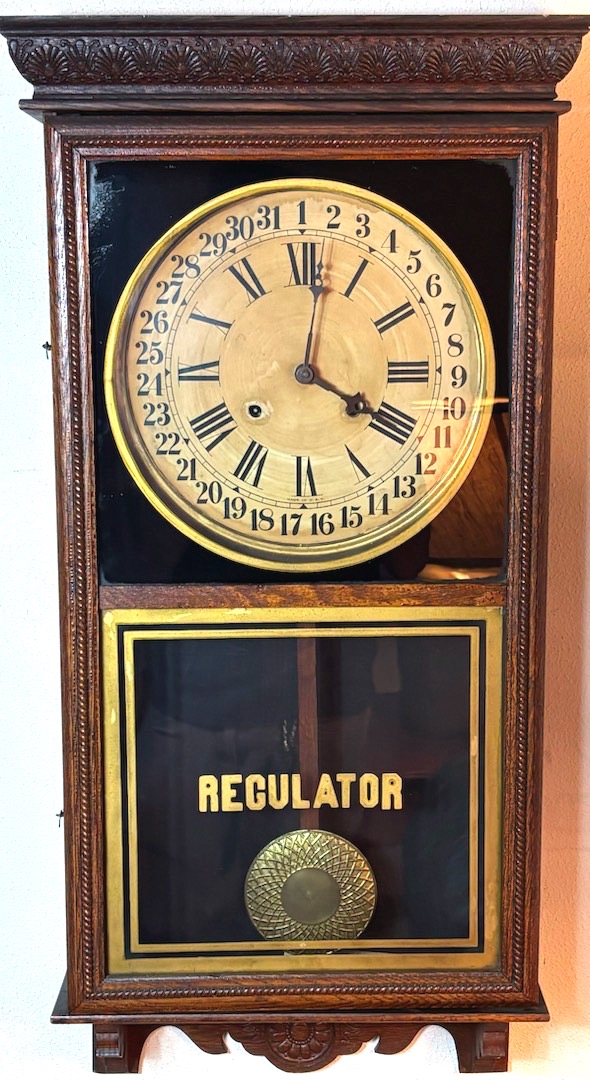 1 2 3 4 5 6 7 8 9 10 11 12 13 14 15 16 17 18 19 20 21 22 23 24 25 26 27 28 29 30 31
XII I II III IIII V VI VII VIII IX X XI
REGULATOR